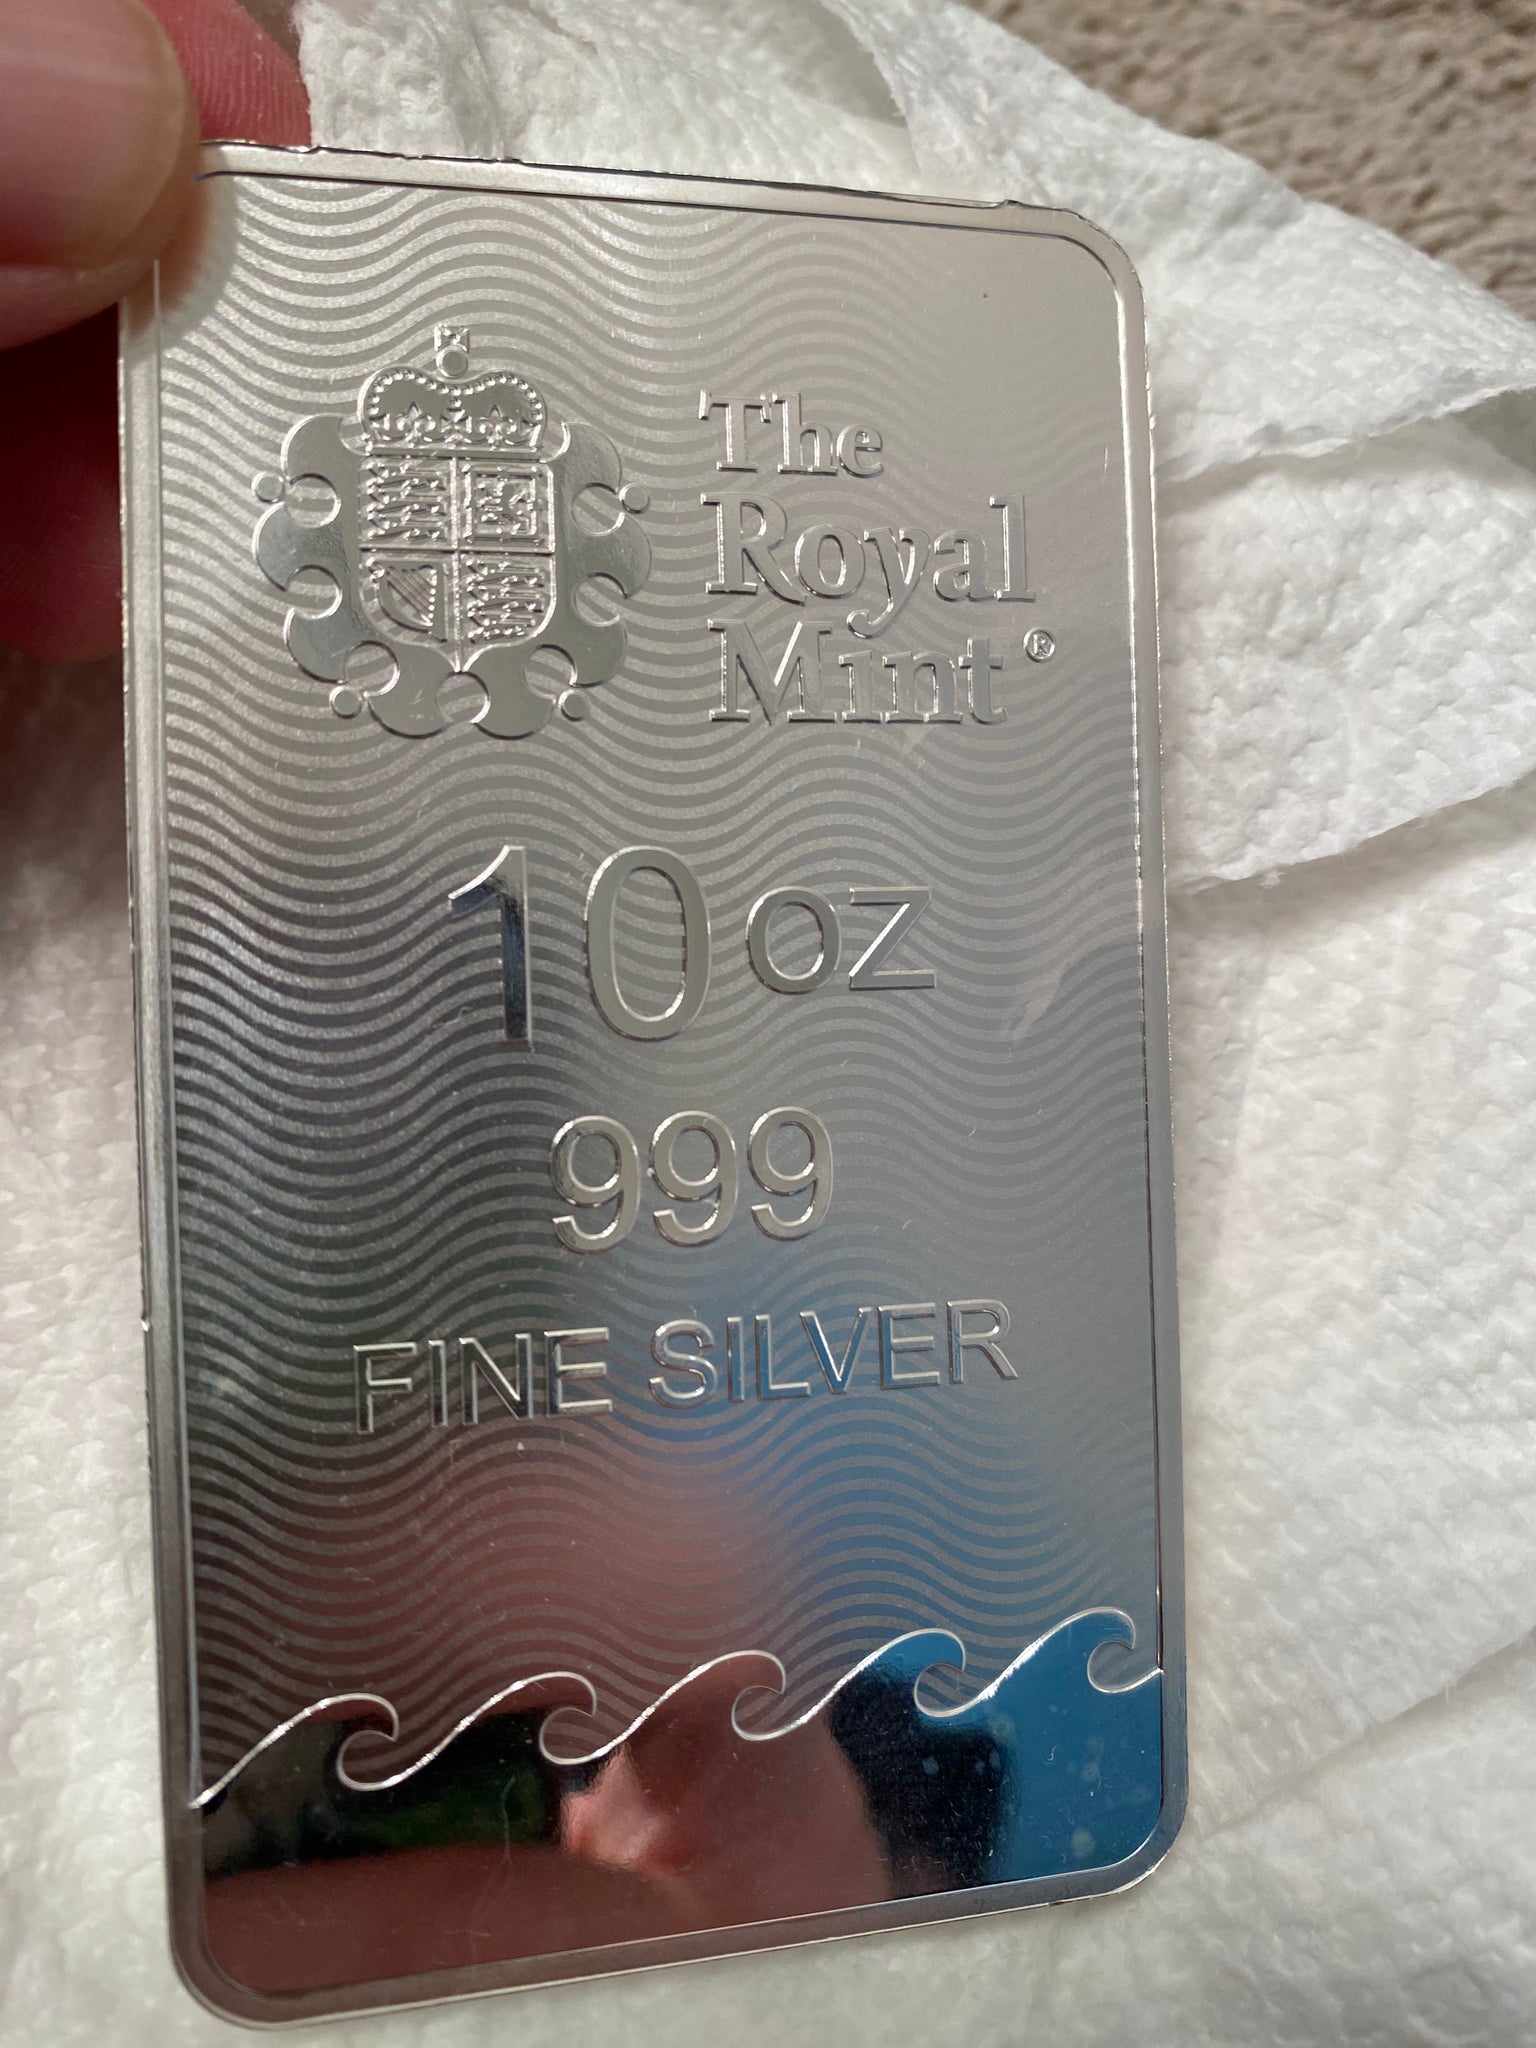 The
Royal
Mint®
10 oz
999
FINE SILVER